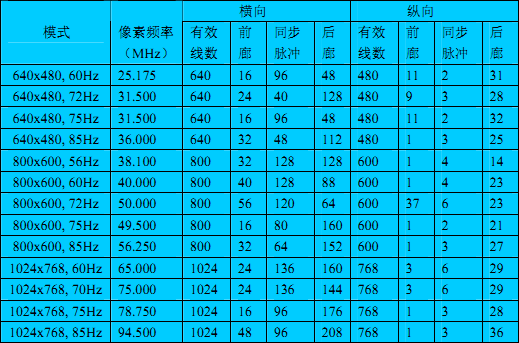 横向 纵向
模式 像素频率（MHz） 有效线数 前廊 同步脉冲 后廊 有效线数 前廊 同步脉冲 后廊
640x480, 60Hz 25.175 640 16 96 48 480 11 2 31
640x480, 72Hz 31.500 640 24 40 128 480 9 3 28
640x480, 75Hz 31.500 640 16 96 48 480 11 2 32
640x480, 85Hz 36.000 640 32 48 112 480 1 3 25
800x600, 56Hz 38.100 800 32 128 128 600 1 4 14
800x600, 60Hz 40.000 800 40 128 88 600 1 4 23
800x600, 72Hz 50.000 800 56 120 64 600 37 6 23
800x600, 75Hz 49.500 800 16 80 160 600 1 2 21
800x600, 85Hz 56.250 800 32 64 152 600 1 3 27
1024x768, 60Hz 65.000 1024 24 136 160 768 3 6 29
1024x768, 70Hz 75.000 1024 24 136 144 768 3 6 29
1024x768, 75Hz 78.750 1024 16 96 176 768 1 3 28
1024x768, 85Hz 94.500 1024 48 96 208 768 1 3 36